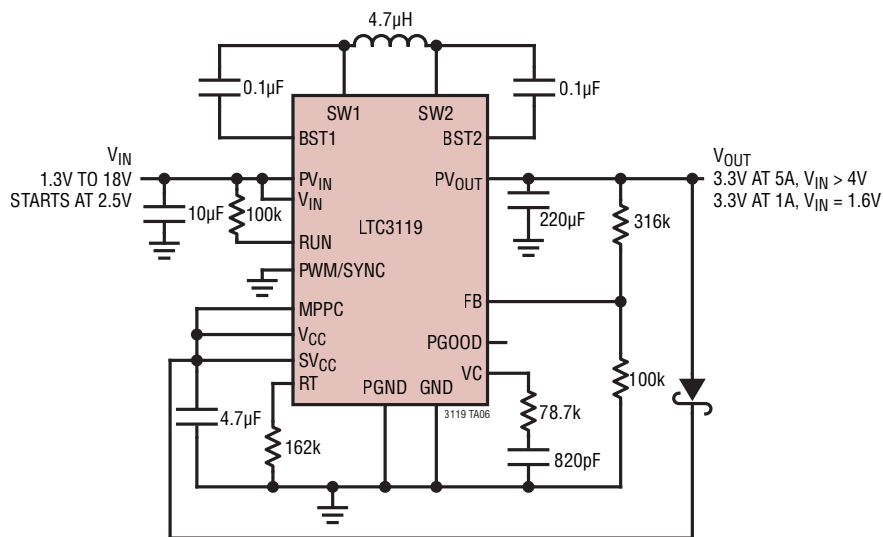 4.7µH
0.1µF
0.1µF
SW1
SW2
BST1
BST2
V_IN
1.3V TO 18V
STARTS AT 2.5V
PV_IN
V_IN
PV_OUT
V_OUT
3.3V AT 5A, V_IN > 4V
3.3V AT 1A, V_IN = 1.6V
10µF
100k
220µF
316k
LTC3119
RUN
PWM/SYNC
MPPC
FB
V_CC
PGOOD
SV_CC
VC
100k
RT
PGND
GND
3119 TA06
4.7µF
162k
78.7k
820pF